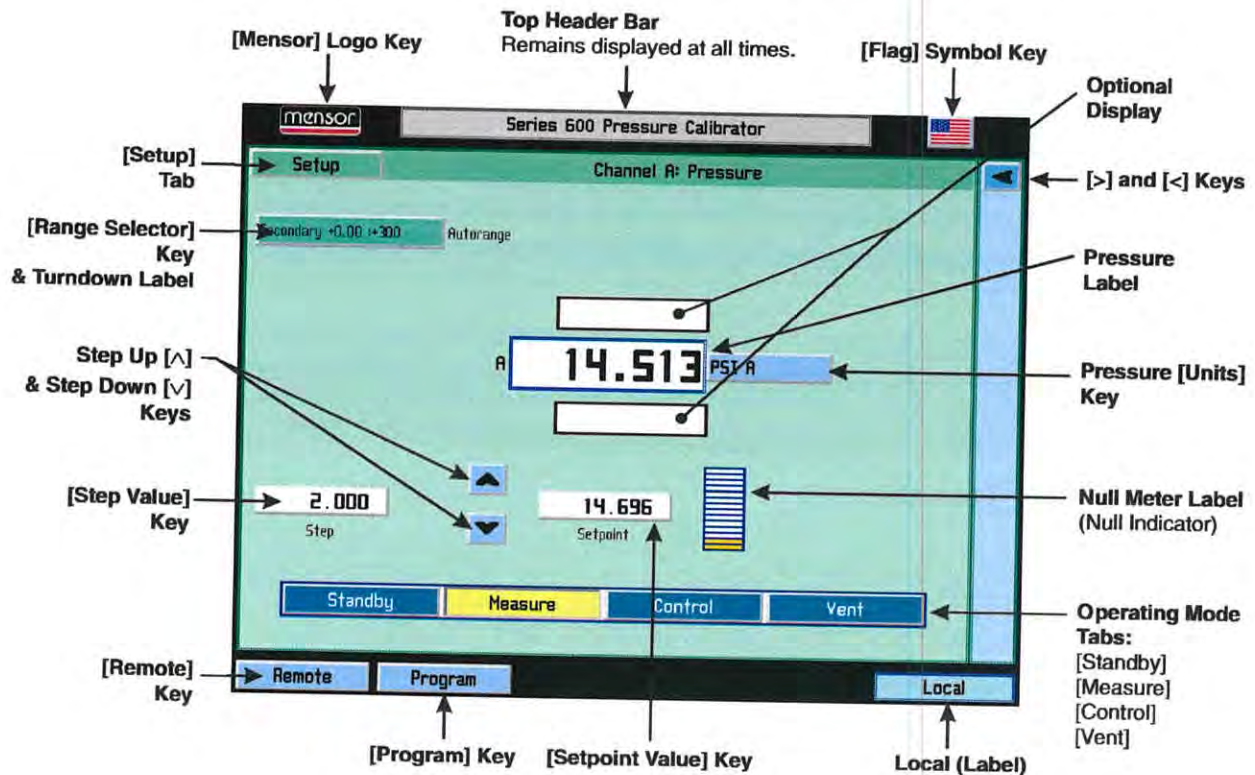 Top Header Bar
Remains displayed at all times.
[Mensor] Logo Key
[Flag] Symbol Key
Optional
Display
mensor
Series 600 Pressure Calibrator
[Setup]
Tab
Setup
Channel A: Pressure
[>] and [<] Keys
[Range Selector]
Key
& Turndown Label
+0.00 :+300
Autorange
Pressure
Label
Step Up [∧]
& Step Down [∨]
Keys
A
14.513
PSI A
Pressure [Units]
Key
[Step Value]
Key
2.000
Step
14.696
Setpoint
Null Meter Label
(Null Indicator)
Standby
Measure
Control
Vent
Operating Mode
Tabs:
[Standby]
[Measure]
[Control]
[Vent]
[Remote]
Key
Remote
Program
Local
[Program] Key
[Setpoint Value] Key
Local (Label)